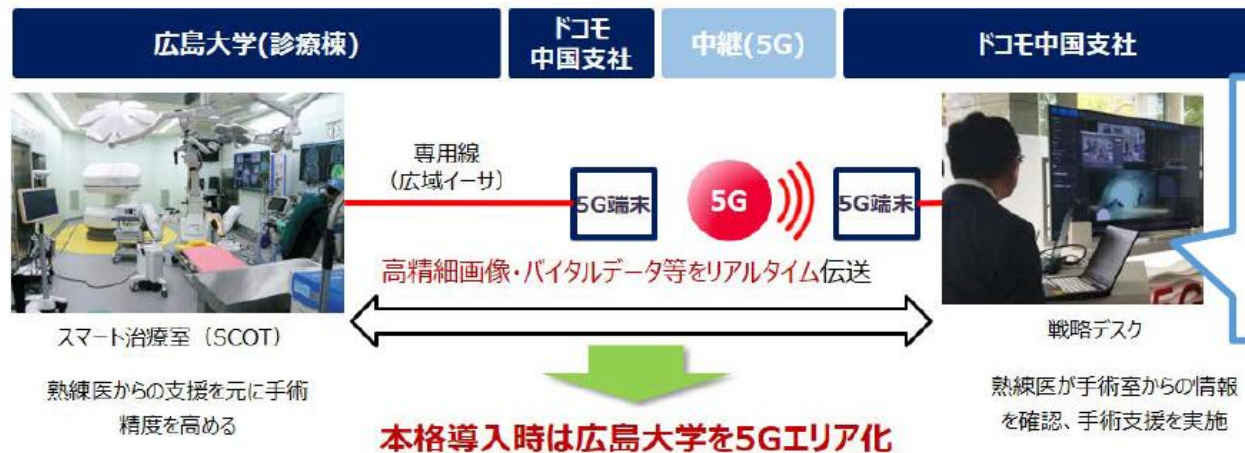 広島大学(診療棟)
ドコモ
中国支社
中継(5G)
ドコモ中国支社
専用線
(広域イーサ)
5G端末
5G
5G端末
高精細画像・バイタルデータ等をリアルタイム伝送
スマート治療室（SCOT）
戦略デスク
熟練医からの支援を元に手術
精度を高める
熟練医が手術室からの情報
を確認、手術支援を実施
本格導入時は広島大学を5Gエリア化